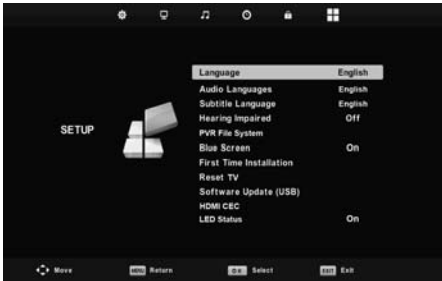 Language English
Audio Languages English
Subtitle Language English
Hearing Impaired Off
SETUP
PVR File System
Blue Screen On
First Time Installation
Reset TV
Software Update (USB)
HDMI CEC
LED Status On
Move MENU Return OK Select EXIT Exit